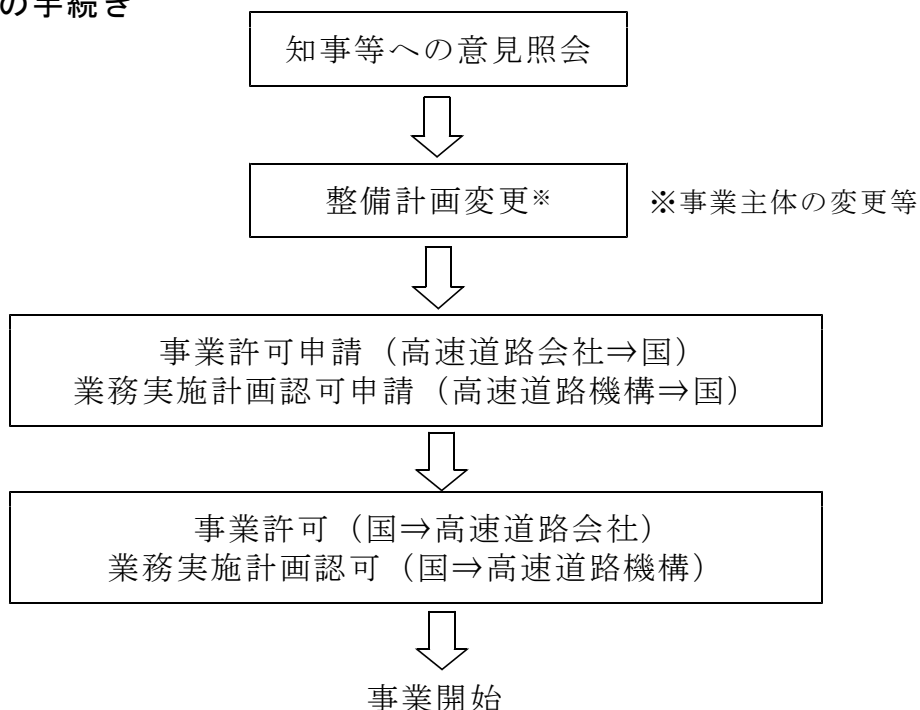 の手続き
知事等への意見照会
整備計画変更※
※事業主体の変更等
事業許可申請（高速道路会社⇒国）
業務実施計画認可申請（高速道路機構⇒国）
事業許可（国⇒高速道路会社）
業務実施計画認可（国⇒高速道路機構）
事業開始